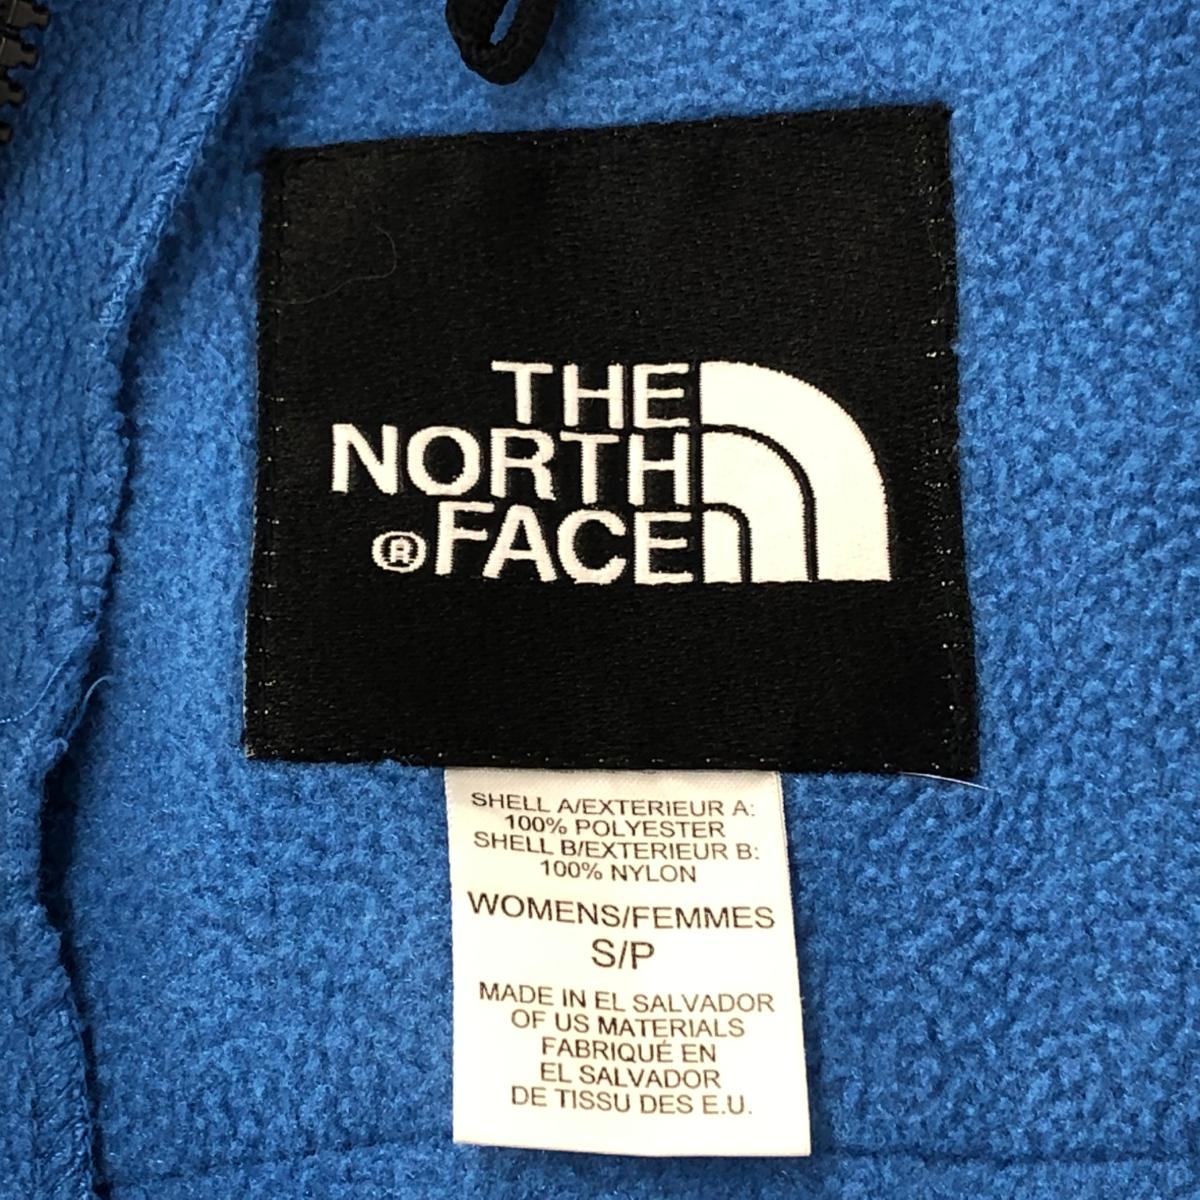 THE
NORTH
®FACE
SHELL A/EXTERIEUR A:
100% POLYESTER
SHELL B/EXTERIEUR B:
100% NYLON
WOMENS/FEMMES
S/P
MADE IN EL SALVADOR
OF US MATERIALS
FABRIQUÉ EN
EL SALVADOR
DE TISSU DES E.U.